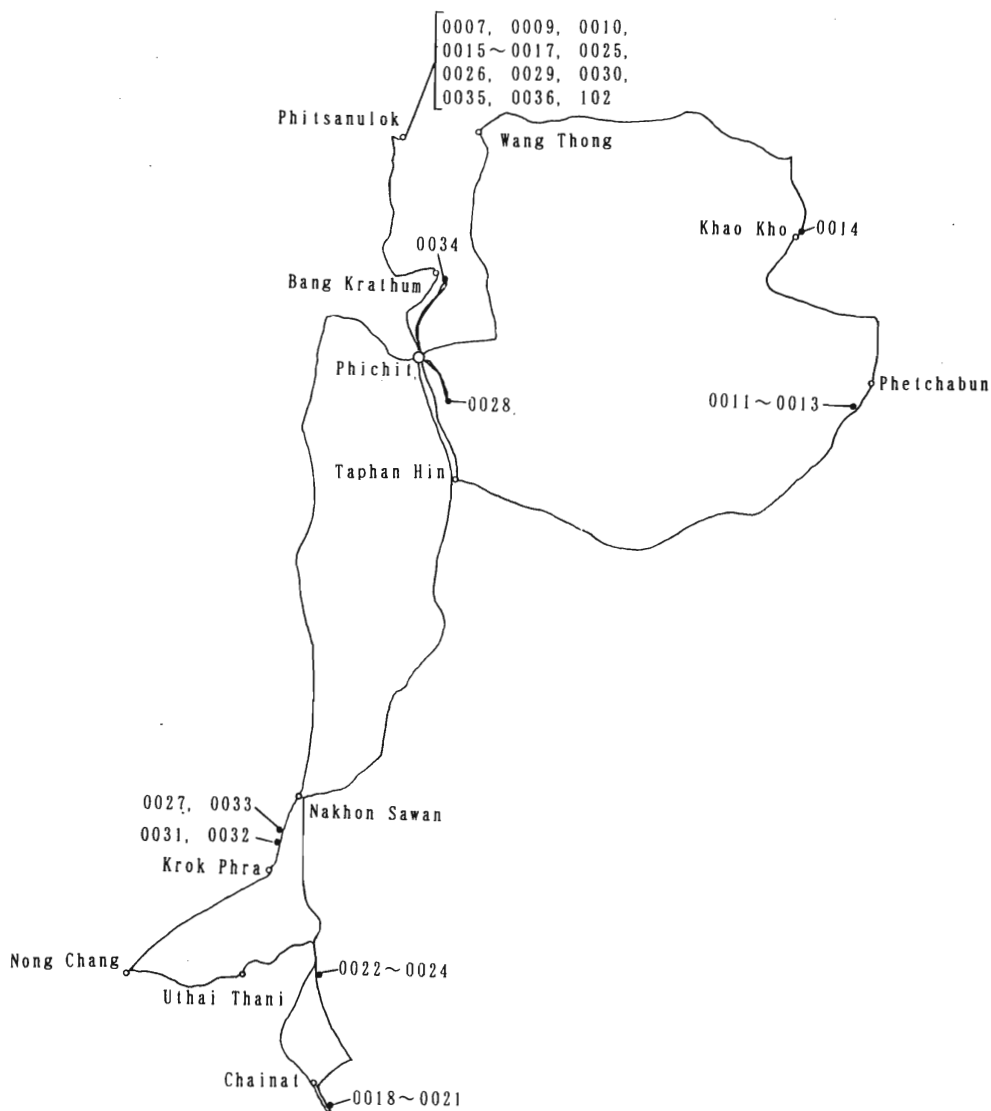 0007, 0009, 0010,
0015~0017, 0025,
0026, 0029, 0030,
0035, 0036, 102
Phitsanulok
Wang Thong
Khao Kho
0014
0034
Bang Krathum
Phichit
Phetchabun
0028
0011~0013
Taphan Hin
0027, 0033
Nakhon Sawan
0031, 0032
Krok Phra
Nong Chang
0022~0024
Uthai Thani
Chainat
0018~0021